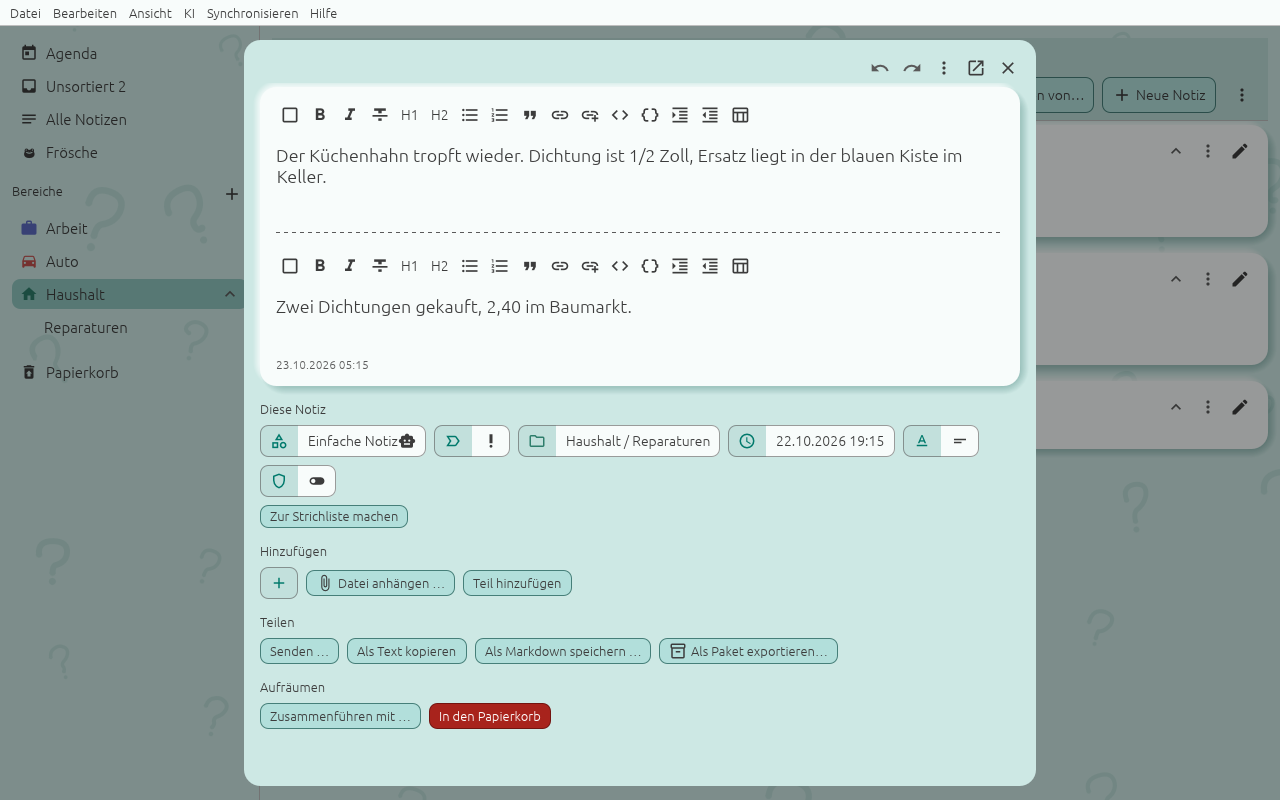 Datei Bearbeiten Ansicht KI Synchronisieren Hilfe
Agenda
Unsortiert 2
Alle Notizen
Frösche
Bereiche
Arbeit
Auto
Haushalt
Reparaturen
Papierkorb
n von…
Neue Notiz
B I H1 H2
Der Küchenhahn tropft wieder. Dichtung ist 1/2 Zoll, Ersatz liegt in der blauen Kiste im
Keller.
B I H1 H2
Zwei Dichtungen gekauft, 2,40 im Baumarkt.
23.10.2026 05:15
Diese Notiz
Einfache Notiz
Haushalt / Reparaturen
22.10.2026 19:15
Zur Strichliste machen
Hinzufügen
Datei anhängen …
Teil hinzufügen
Teilen
Senden …
Als Text kopieren
Als Markdown speichern …
Als Paket exportieren…
Aufräumen
Zusammenführen mit …
In den Papierkorb